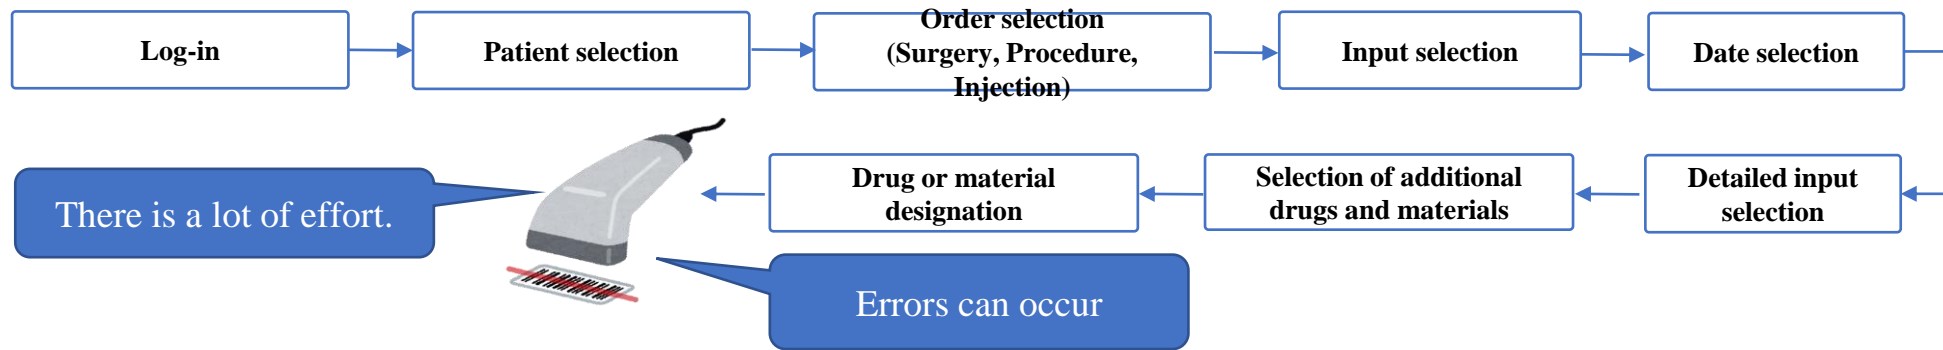 Log-in
Patient selection
Order selection
(Surgery, Procedure,
Injection)
Input selection
Date selection
Detailed input
selection
Selection of additional
drugs and materials
Drug or material
designation
There is a lot of effort.
Errors can occur